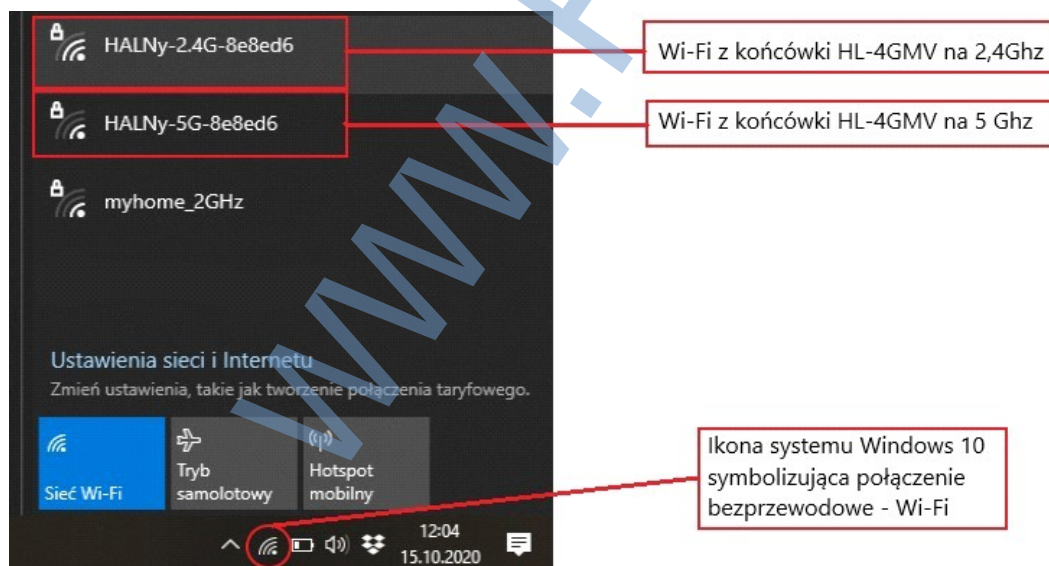 HALNy-2.4G-8e8ed6
Wi-Fi z końcówki HL-4GMV na 2,4Ghz
HALNy-5G-8e8ed6
Wi-Fi z końcówki HL-4GMV na 5 Ghz
myhome_2GHz
Ustawienia sieci i Internetu
Zmień ustawienia, takie jak tworzenie połączenia taryfowego.
Sieć Wi-Fi
Tryb
samolotowy
Hotspot
mobilny
Ikona systemu Windows 10
symbolizująca połączenie
bezprzewodowe - Wi-Fi
12:04
15.10.2020